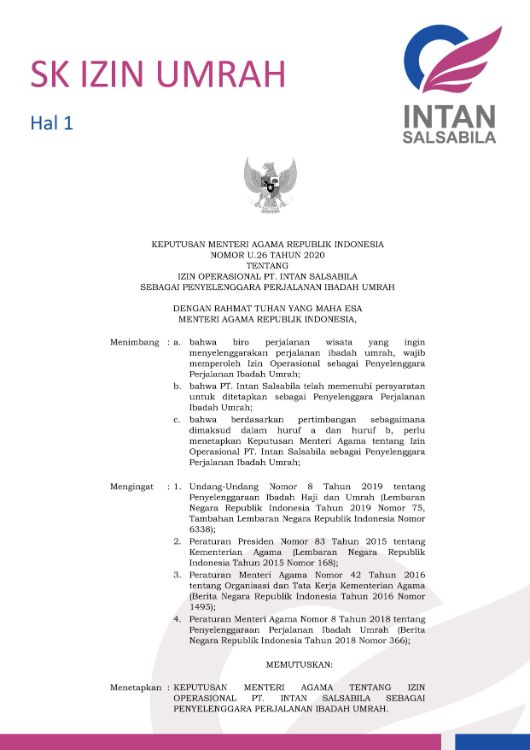 SK IZIN UMRAH
Hal 1
INTAN
SALSABILA
KEPUTUSAN MENTERI AGAMA REPUBLIK INDONESIA
NOMOR U.26 TAHUN 2020
TENTANG
IZIN OPERASIONAL PT. INTAN SALSABILA
SEBAGAI PENYELENGGARA PERJALANAN IBADAH UMRAH
DENGAN RAHMAT TUHAN YANG MAHA ESA
MENTERI AGAMA REPUBLIK INDONESIA,
Menimbang : a. bahwa biro perjalanan wisata yang ingin
menyelenggarakan perjalanan ibadah umrah, wajib
memperoleh Izin Operasional sebagai Penyelenggara
Perjalanan Ibadah Umrah;
b. bahwa PT. Intan Salsabila telah memenuhi persyaratan
untuk ditetapkan sebagai Penyelenggara Perjalanan
Ibadah Umrah;
c. bahwa berdasarkan pertimbangan sebagaimana
dimaksud dalam huruf a dan huruf b, perlu
menetapkan Keputusan Menteri Agama tentang Izin
Operasional PT. Intan Salsabila sebagai Penyelenggara
Perjalanan Ibadah Umrah;
Mengingat : 1. Undang-Undang Nomor 8 Tahun 2019 tentang
Penyelenggaraan Ibadah Haji dan Umrah (Lembaran
Negara Republik Indonesia Tahun 2019 Nomor 75,
Tambahan Lembaran Negara Republik Indonesia Nomor
6338);
2. Peraturan Presiden Nomor 83 Tahun 2015 tentang
Kementerian Agama (Lembaran Negara Republik
Indonesia Tahun 2015 Nomor 168);
3. Peraturan Menteri Agama Nomor 42 Tahun 2016
tentang Organisasi dan Tata Kerja Kementerian Agama
(Berita Negara Republik Indonesia Tahun 2016 Nomor
1495);
4. Peraturan Menteri Agama Nomor 8 Tahun 2018 tentang
Penyelenggaraan Perjalanan Ibadah Umrah (Berita
Negara Republik Indonesia Tahun 2018 Nomor 366);
MEMUTUSKAN:
Menetapkan : KEPUTUSAN MENTERI AGAMA TENTANG IZIN
OPERASIONAL PT. INTAN SALSABILA SEBAGAI
PENYELENGGARA PERJALANAN IBADAH UMRAH.